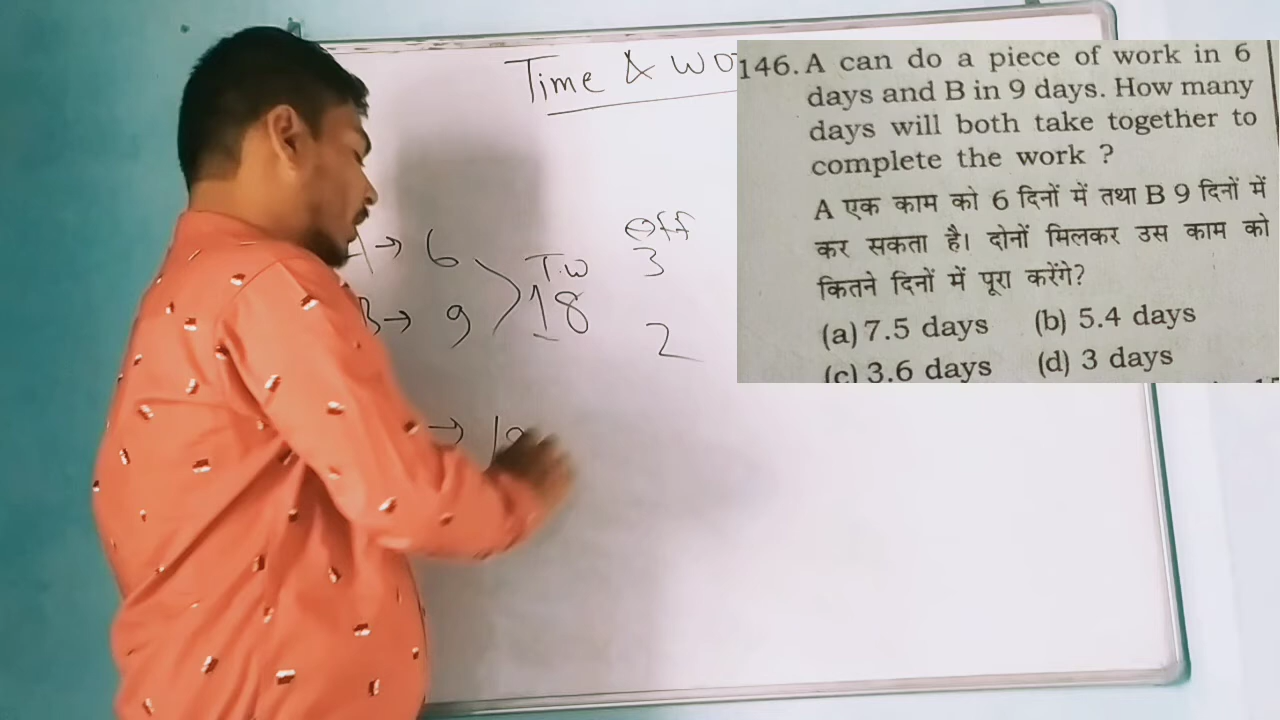 Time & Wo
146. A can do a piece of work in 6
days and B in 9 days. How many
days will both take together to
complete the work ?
A एक काम को 6 दिनों में तथा B 9 दिनों में
कर सकता है। दोनों मिलकर उस काम को
कितने दिनों में पूरा करेंगे?
(a) 7.5 days (b) 5.4 days
(c) 3.6 days (d) 3 days
Eff
A → 6 T.W 3
B → 9 18 2
→ 18